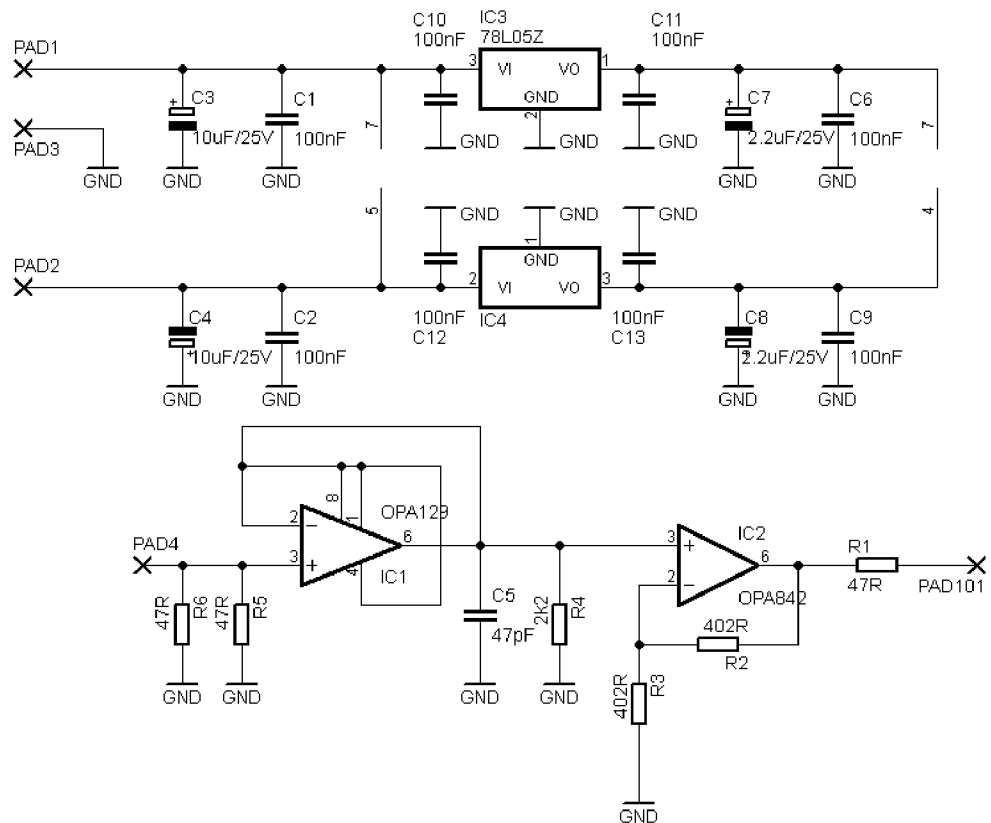 PAD1
C10
100nF
IC3
78L05Z
C11
100nF
3
VI
VO
1
GND
2
C3
10uF/25V
C1
100nF
7
GND
GND
GND
C7
2.2uF/25V
C6
100nF
7
PAD3
GND
GND
GND
GND
GND
5
GND
GND
GND
4
PAD2
1
GND
2
VI
VO
3
C4
10uF/25V
C2
100nF
100nF
C12
IC4
100nF
C13
C8
2.2uF/25V
C9
100nF
GND
GND
GND
GND
8
1
OPA129
2
6
3
4
IC1
PAD4
47R
R6
47R
R5
C5
47pF
2K2
R4
3
IC2
6
2
OPA842
R1
47R
PAD101
402R
R2
GND
GND
GND
GND
402R
R3
GND